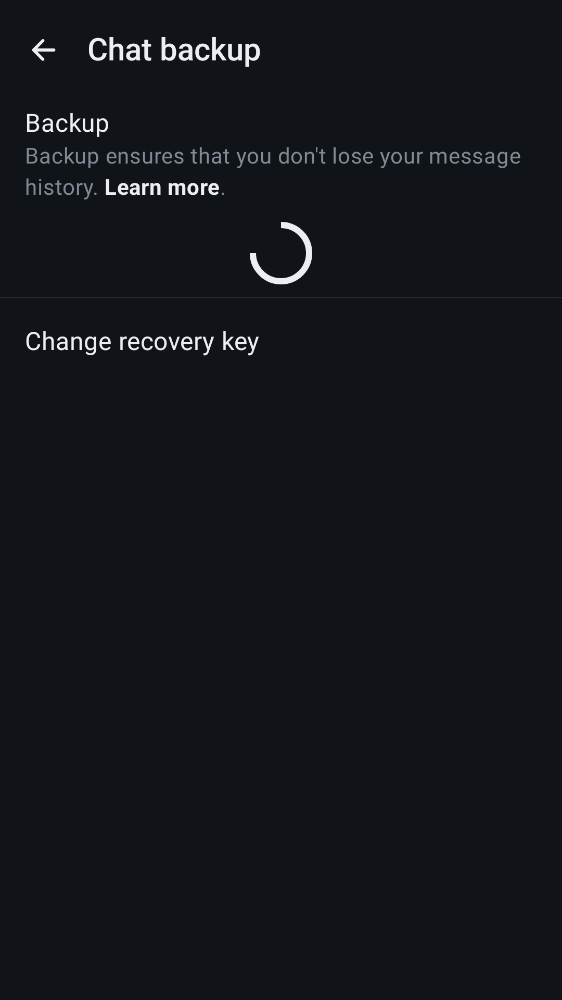 Chat backup
Backup
Backup ensures that you don't lose your message
history. Learn more.
Change recovery key